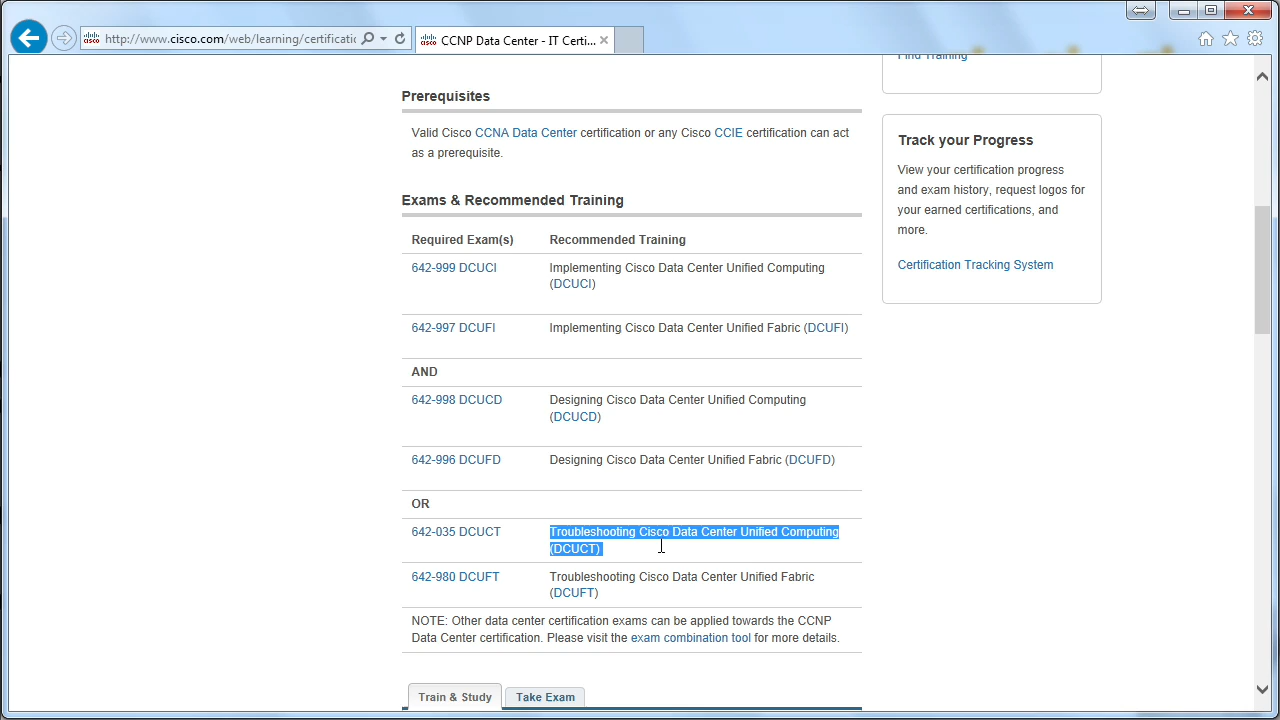 cisco
http://www.cisco.com/web/learning/certificatic
cisco
CCNP Data Center - IT Certi...
Find Training
Prerequisites
Valid Cisco CCNA Data Center certification or any Cisco CCIE certification can act
as a prerequisite.
Track your Progress
View your certification progress
and exam history, request logos for
your earned certifications, and
more.
Certification Tracking System
Exams & Recommended Training
Required Exam(s) Recommended Training
642-999 DCUCI Implementing Cisco Data Center Unified Computing
(DCUCI)
642-997 DCUFI Implementing Cisco Data Center Unified Fabric (DCUFI)
AND
642-998 DCUCD Designing Cisco Data Center Unified Computing
(DCUCD)
642-996 DCUFD Designing Cisco Data Center Unified Fabric (DCUFD)
OR
642-035 DCUCT Troubleshooting Cisco Data Center Unified Computing
(DCUCT)
642-980 DCUFT Troubleshooting Cisco Data Center Unified Fabric
(DCUFT)
NOTE: Other data center certification exams can be applied towards the CCNP
Data Center certification. Please visit the exam combination tool for more details.
Train & Study Take Exam